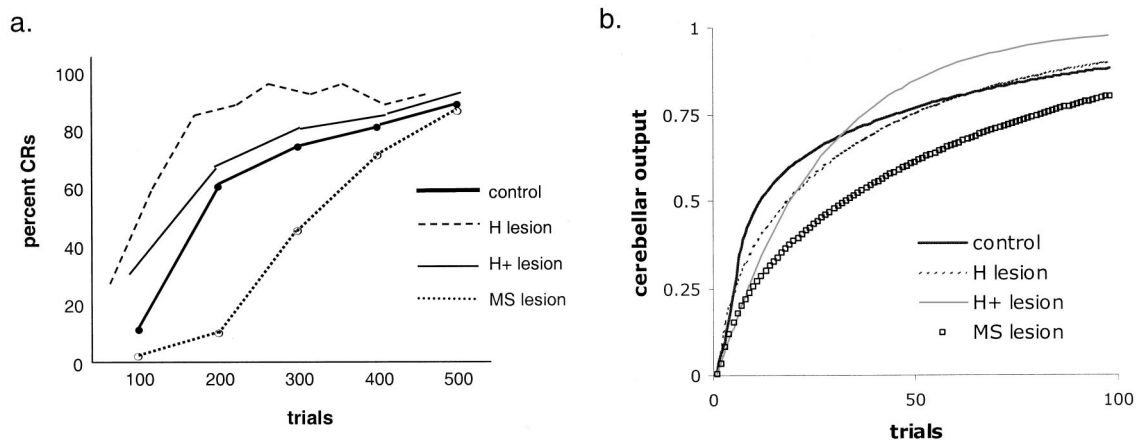 a.
percent CRs
100
80
60
40
20
0
control
H lesion
H+ lesion
MS lesion
100 200 300 400 500
trials
b.
cerebellar output
1
0.75
0.5
0.25
0
control
H lesion
H+ lesion
MS lesion
0 50 100
trials